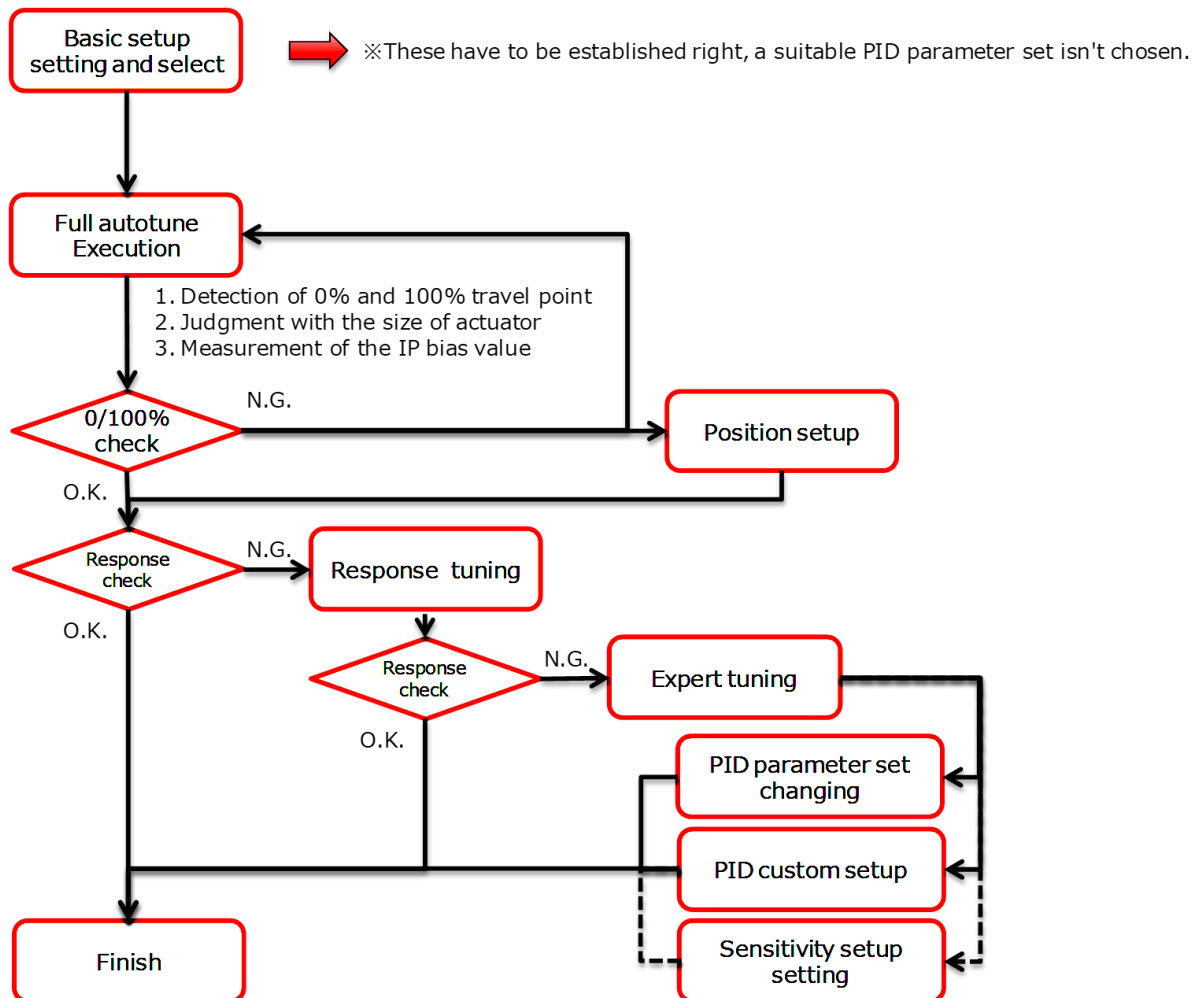 Basic setup
setting and select
※These have to be established right, a suitable PID parameter set isn't chosen.
Full autotune
Execution
1. Detection of 0% and 100% travel point
2. Judgment with the size of actuator
3. Measurement of the IP bias value
0/100%
check
N.G.
Position setup
O.K.
Response
check
N.G.
Response tuning
O.K.
Response
check
N.G.
Expert tuning
O.K.
PID parameter set
changing
PID custom setup
Sensitivity setup
setting
Finish